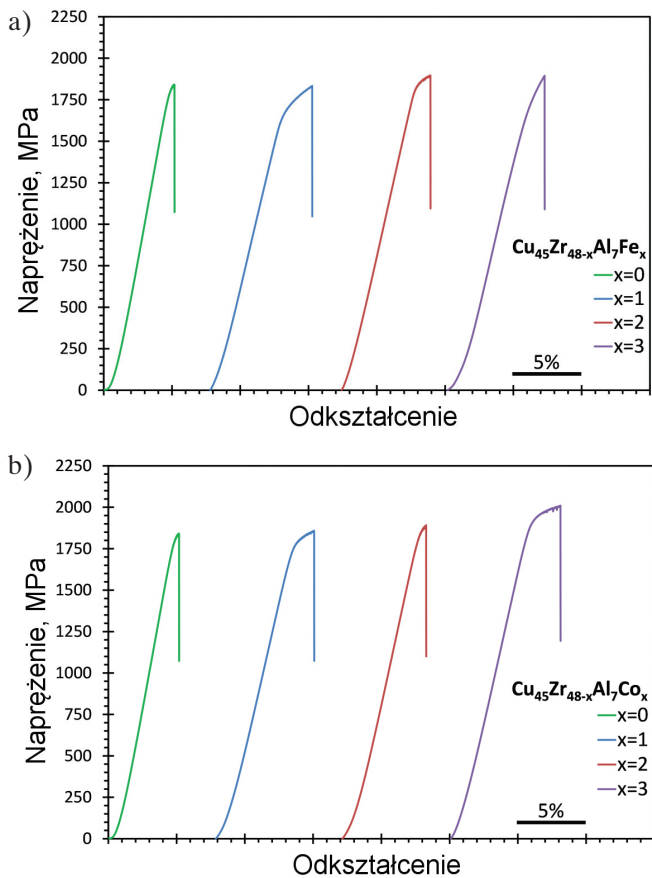 a)
2250
2000
1750
1500
1250
1000
750
500
250
0
Naprężenie, MPa
Cu₄₅Zr₄₈₋ₓAl₇Feₓ
x=0
x=1
x=2
x=3
5%
Odkształcenie
b)
2250
2000
1750
1500
1250
1000
750
500
250
0
Naprężenie, MPa
Cu₄₅Zr₄₈₋ₓAl₇Coₓ
x=0
x=1
x=2
x=3
5%
Odkształcenie